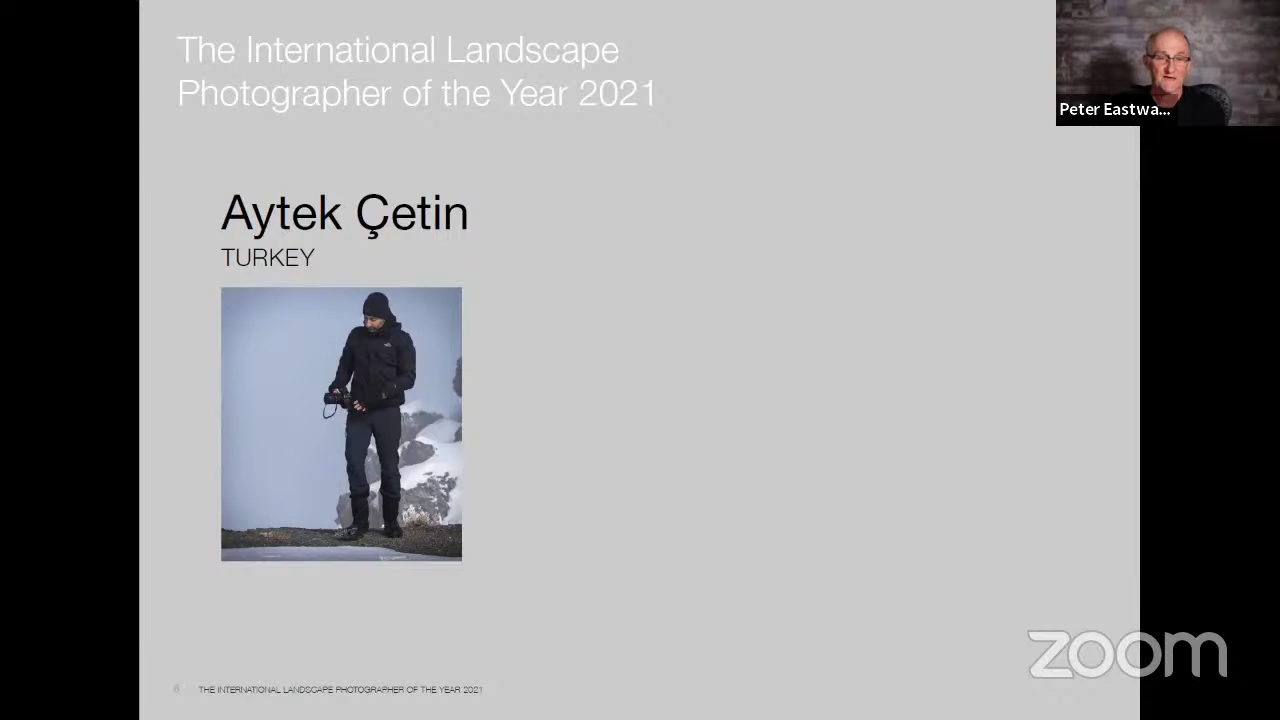 The International Landscape
Photographer of the Year 2021
Peter Eastwa...
Aytek Çetin
TURKEY
zoom
6 THE INTERNATIONAL LANDSCAPE PHOTOGRAPHER OF THE YEAR 2021